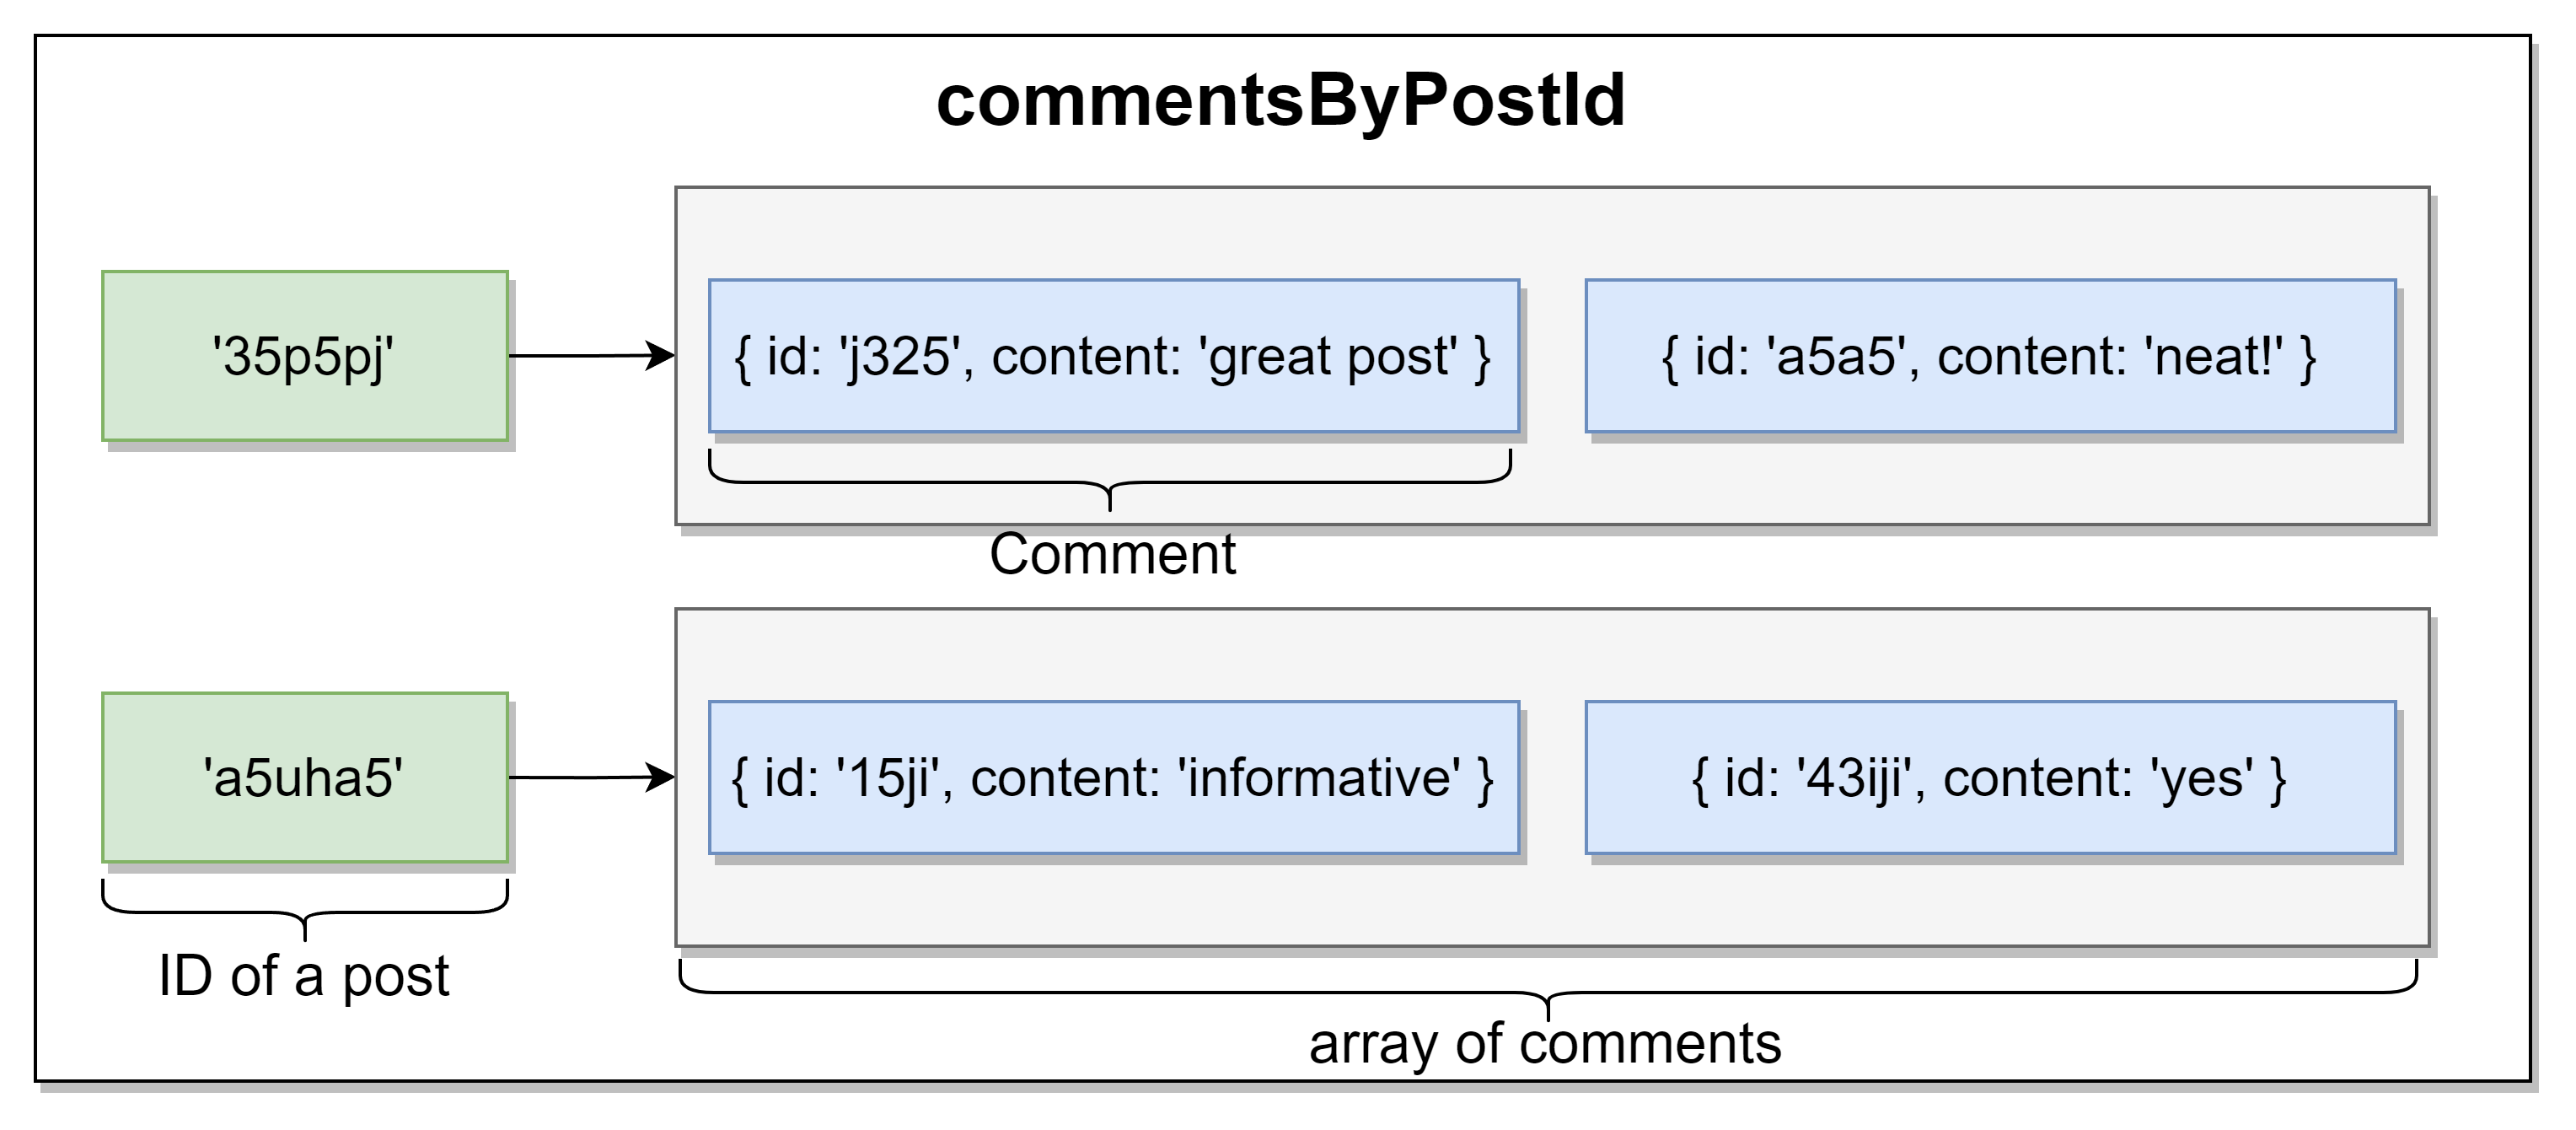 commentsByPostId
'35p5pj'
{ id: 'j325', content: 'great post' }
{ id: 'a5a5', content: 'neat!' }
Comment
'a5uha5'
{ id: '15ji', content: 'informative' }
{ id: '43iji', content: 'yes' }
ID of a post
array of comments